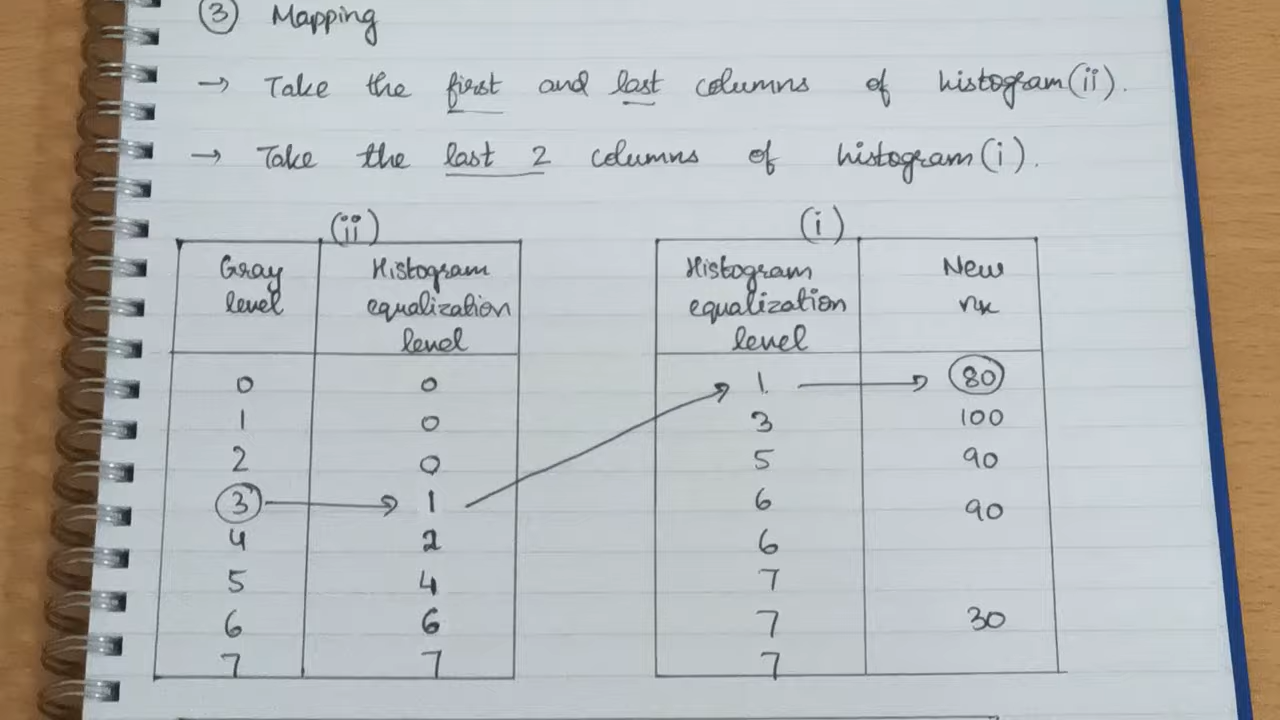 ③ Mapping
→ Take the first and last columns of histogram(ii).
→ Take the last 2 columns of histogram(i).
(ii)
Gray level | Histogram equalization level
0 | 0
1 | 0
2 | 0
3 | 1
4 | 2
5 | 4
6 | 6
7 | 7
(i)
Histogram equalization level | New nk
1 | 80
3 | 100
5 | 90
6 | 90
6
7
7 | 30
7